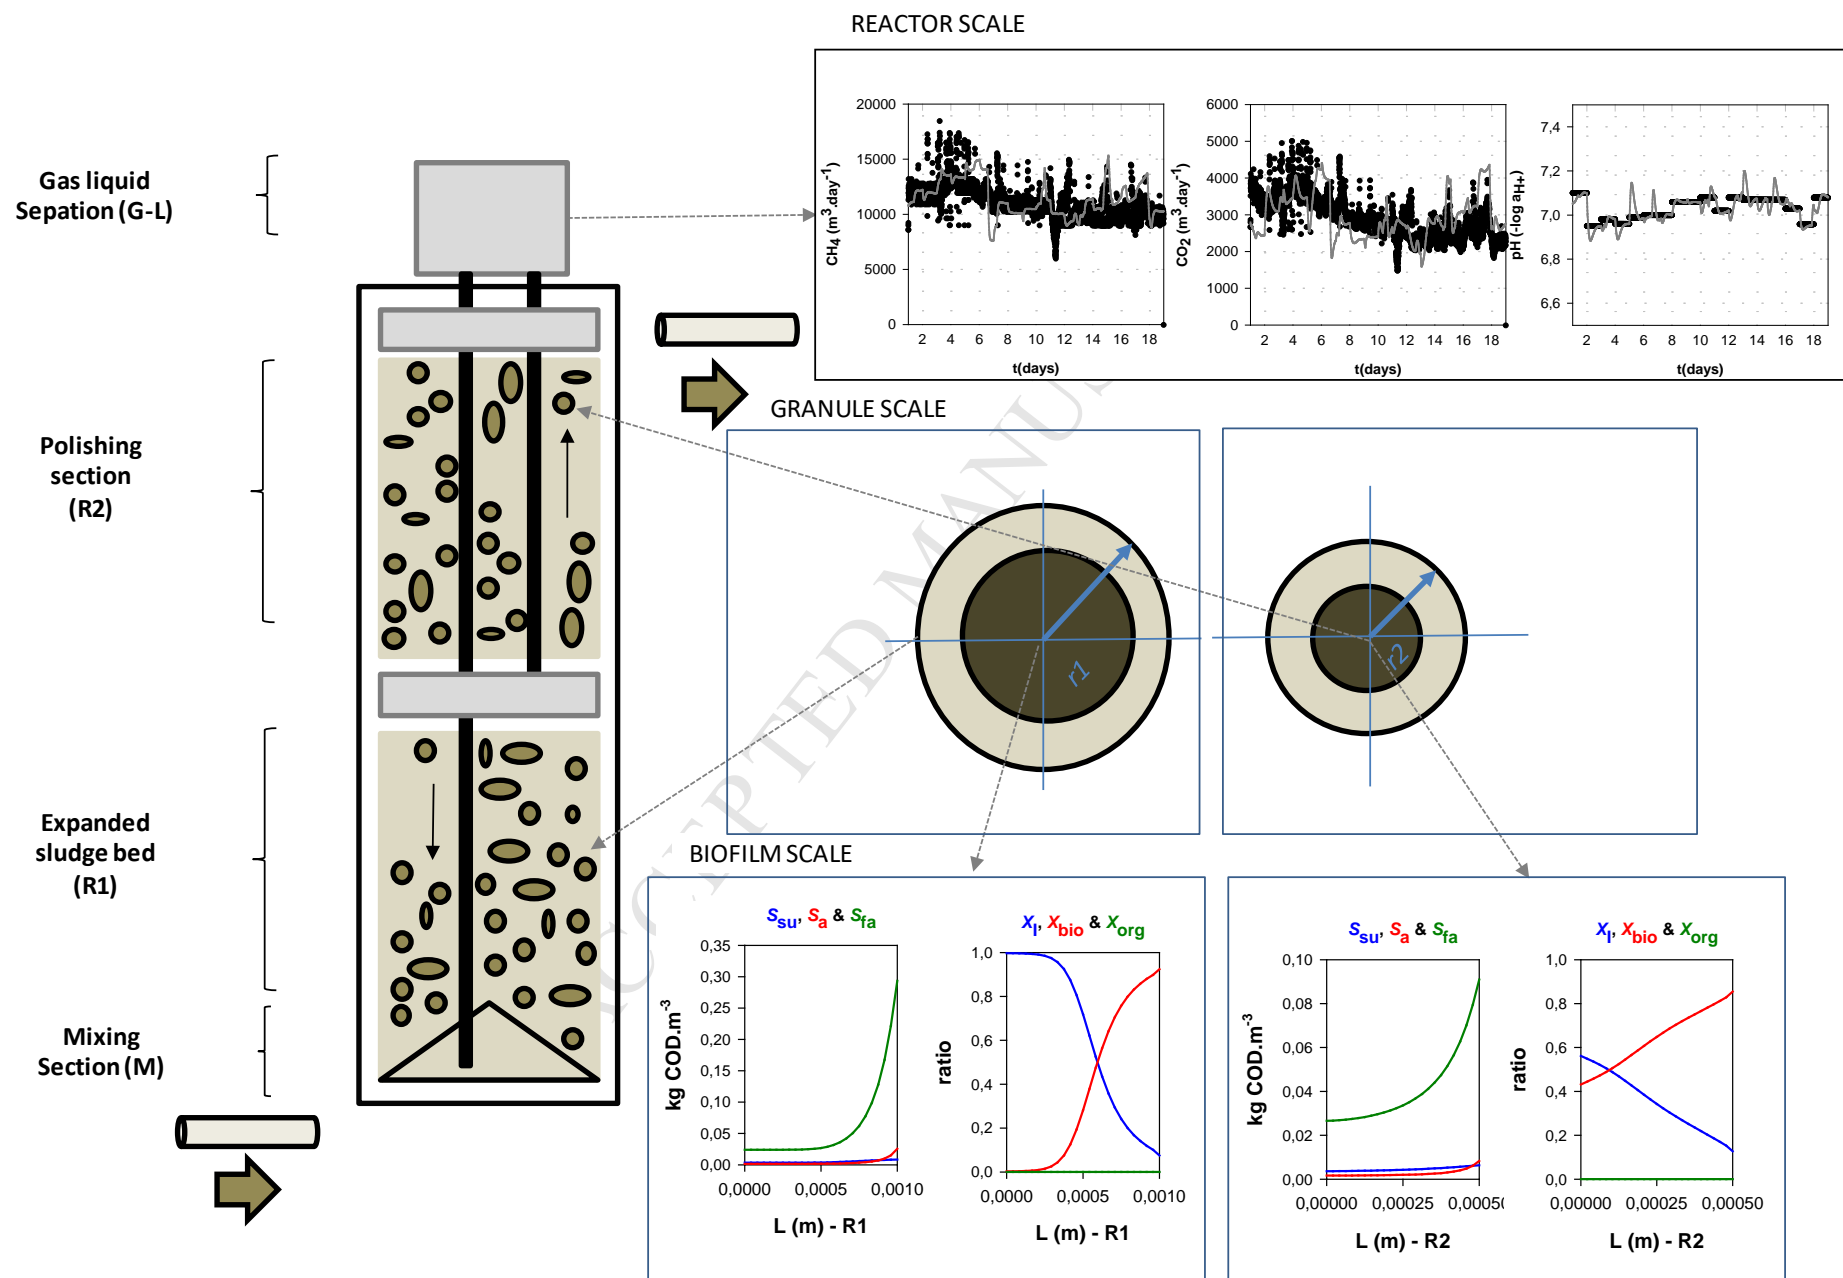 REACTOR SCALE
Gas liquid
Sepation (G-L)
Polishing
section
(R2)
Expanded
sludge bed
(R1)
Mixing
Section (M)
CH4 (m3.day-1)
20000
15000
10000
5000
0
2 4 6 8 10 12 14 16 18
t(days)
CO2 (m3.day-1)
6000
5000
4000
3000
2000
1000
0
2 4 6 8 10 12 14 16 18
t(days)
pH (-log aH+)
7,4
7,2
7,0
6,8
6,6
2 4 6 8 10 12 14 16 18
t(days)
GRANULE SCALE
r1
r2
ACCEPTED MANUS
BIOFILM SCALE
Ssu, Sa & Sfa
kg COD.m-3
0,35
0,30
0,25
0,20
0,15
0,10
0,05
0,00
0,0000 0,0005 0,0010
L (m) - R1
XI, Xbio & Xorg
ratio
1,0
0,8
0,6
0,4
0,2
0,0
0,0000 0,0005 0,0010
L (m) - R1
Ssu, Sa & Sfa
kg COD.m-3
0,10
0,08
0,06
0,04
0,02
0,00
0,00000 0,00025 0,00050
L (m) - R2
XI, Xbio & Xorg
ratio
1,0
0,8
0,6
0,4
0,2
0,0
0,00000 0,00025 0,00050
L (m) - R2